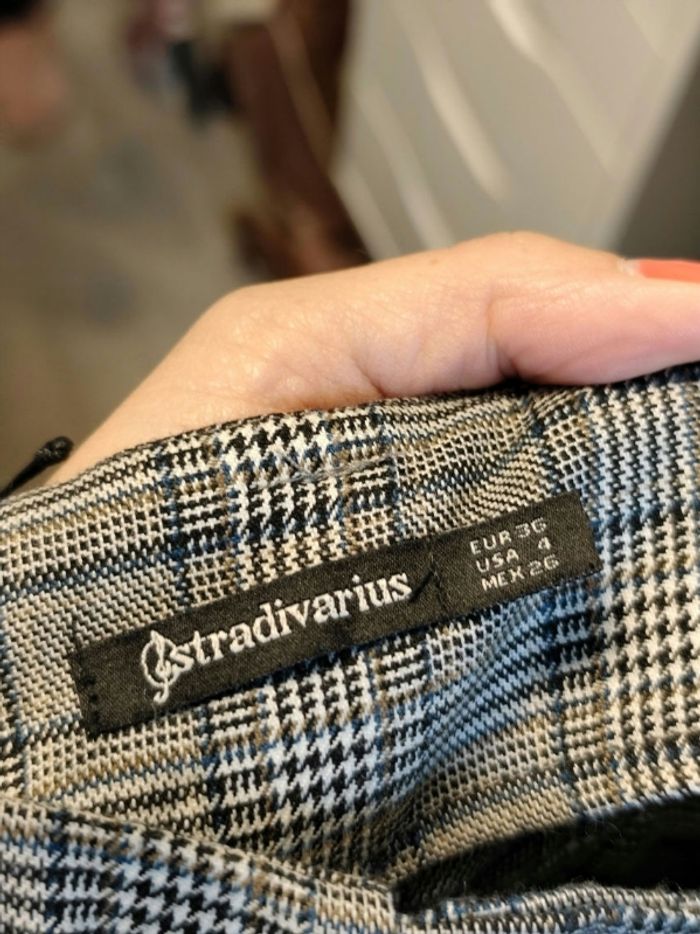 stradivarius
EUR 36
USA 4
MEX 26